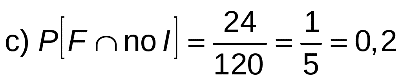 c) P[F ∩ no I] = 24/120 = 1/5 = 0,2